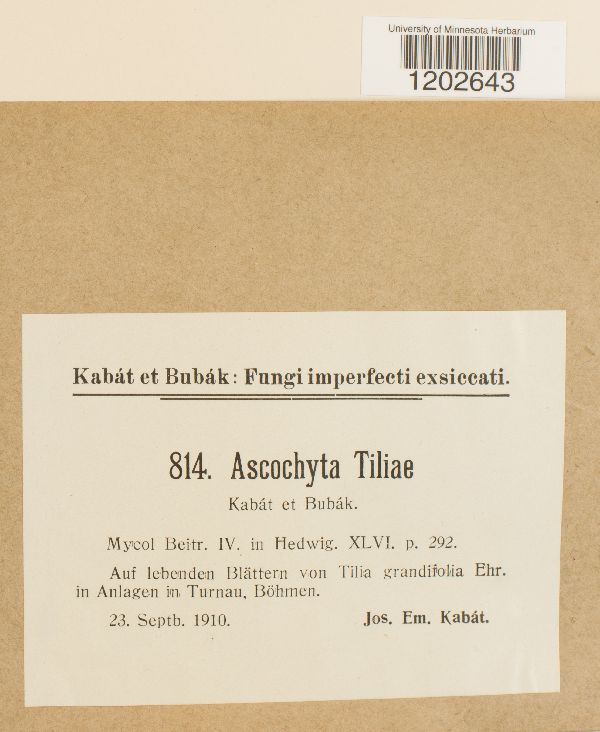 University of Minnesota Herbarium
1202643
Kabát et Bubák: Fungi imperfecti exsiccati.
814. Ascochyta Tiliae
Kabát et Bubák.
Mycol Beitr. IV. in Hedwig. XLVI. p. 292.
Auf lebenden Blättern von Tilia grandifolia Ehr.
in Anlagen in Turnau, Böhmen.
23. Septb. 1910. Jos. Em. Kabát.